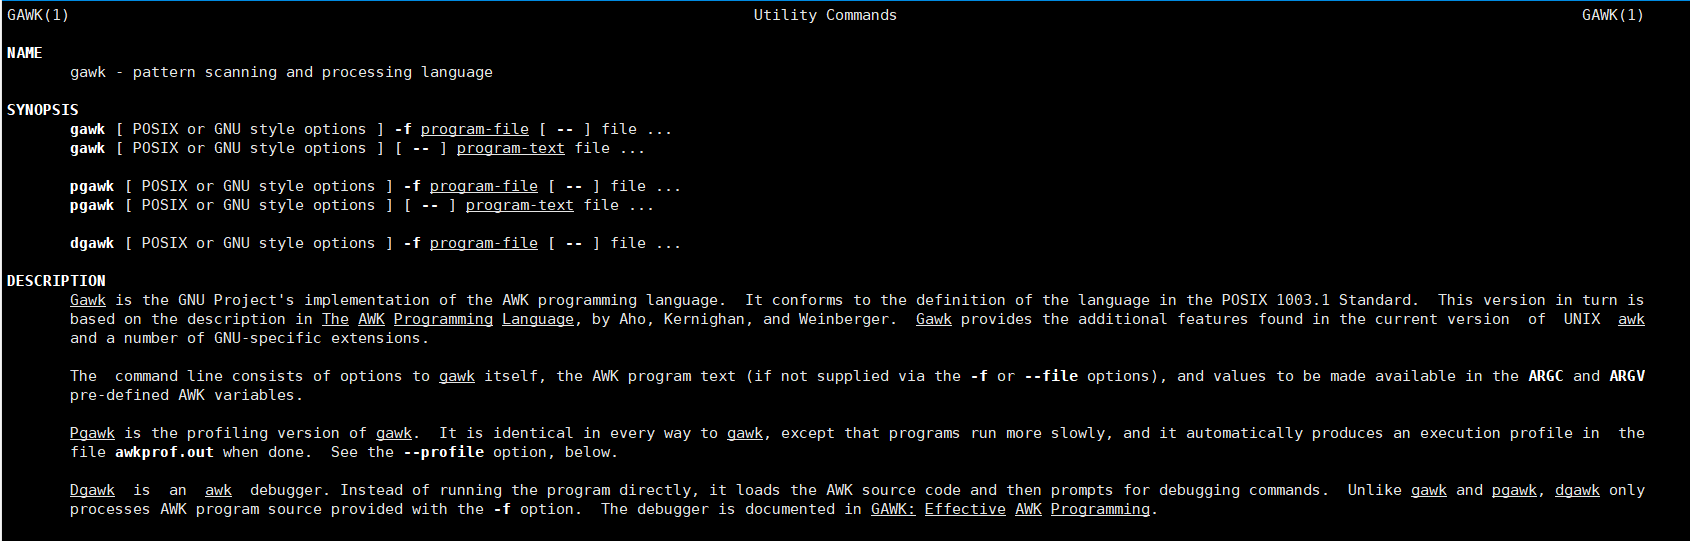 GAWK(1) Utility Commands GAWK(1)
NAME
gawk - pattern scanning and processing language
SYNOPSIS
gawk [ POSIX or GNU style options ] -f program-file [ -- ] file ...
gawk [ POSIX or GNU style options ] [ -- ] program-text file ...
pgawk [ POSIX or GNU style options ] -f program-file [ -- ] file ...
pgawk [ POSIX or GNU style options ] [ -- ] program-text file ...
dgawk [ POSIX or GNU style options ] -f program-file [ -- ] file ...
DESCRIPTION
Gawk is the GNU Project's implementation of the AWK programming language.  It conforms to the definition of the language in the POSIX 1003.1 Standard.  This version in turn is
based on the description in The AWK Programming Language, by Aho, Kernighan, and Weinberger.  Gawk provides the additional features found in the current version  of  UNIX  awk
and a number of GNU-specific extensions.
The  command line consists of options to gawk itself, the AWK program text (if not supplied via the -f or --file options), and values to be made available in the ARGC and ARGV
pre-defined AWK variables.
Pgawk is the profiling version of gawk.  It is identical in every way to gawk, except that programs run more slowly, and it automatically produces an execution profile in  the
file awkprof.out when done.  See the --profile option, below.
Dgawk  is  an  awk  debugger. Instead of running the program directly, it loads the AWK source code and then prompts for debugging commands.  Unlike gawk and pgawk, dgawk only
processes AWK program source provided with the -f option.  The debugger is documented in GAWK: Effective AWK Programming.